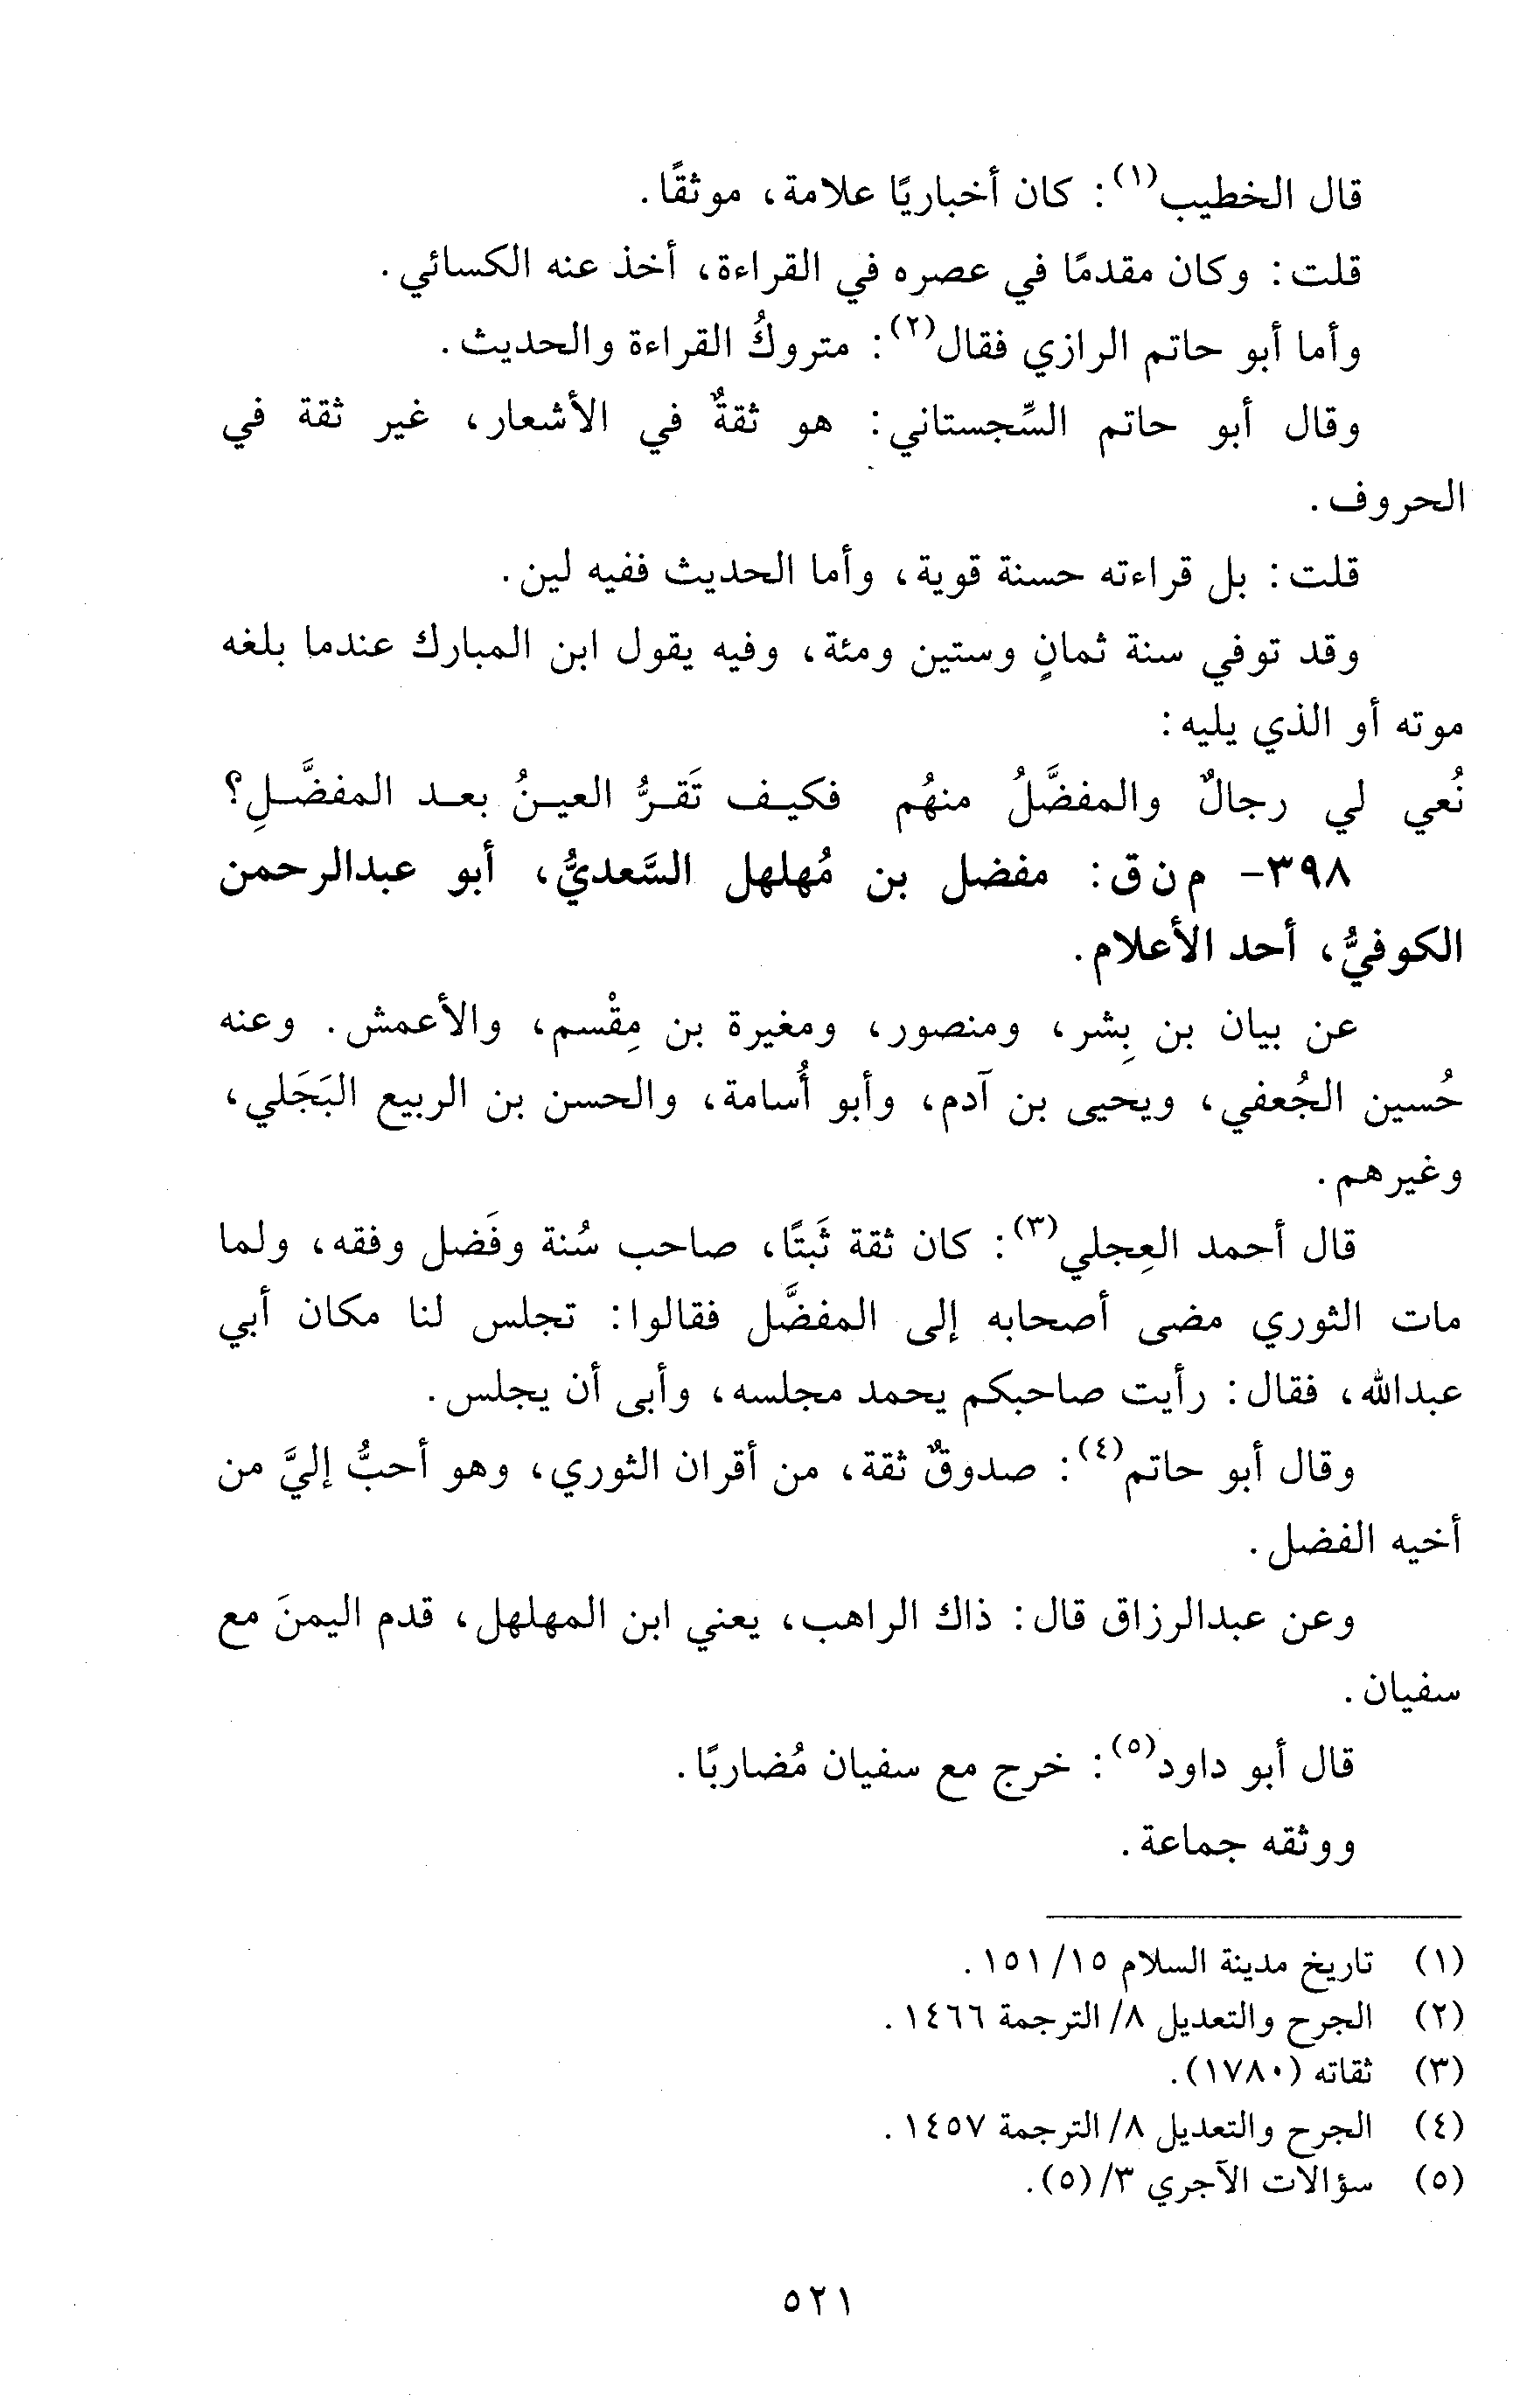 قال الخطيب(١): كان أخباريًا علامة، موثقًا.
قلت: وكان مقدمًا في عصره في القراءة، أخذ عنه الكسائي.
وأما أبو حاتم الرازي فقال(٢): متروكُ القراءة والحديث.
وقال أبو حاتم السِّجستاني: هو ثقةٌ في الأشعار، غير ثقة في
الحروف.
قلت: بل قراءته حسنة قوية، وأما الحديث ففيه لين.
وقد توفي سنة ثمانٍ وستين ومئة، وفيه يقول ابن المبارك عندما بلغه
موته أو الذي يليه:
نُعي لي رجالٌ والمفضَّلُ منهُم فكيف تَقرُّ العينُ بعد المفضَّلِ؟
٣٩٨- م ن ق: مفضل بن مُهلهل السَّعديُّ، أبو عبدالرحمن
الكوفيُّ، أحد الأعلام.
عن بيان بن بِشر، ومنصور، ومغيرة بن مِقْسم، والأعمش. وعنه
حُسين الجُعفي، ويحيى بن آدم، وأبو أُسامة، والحسن بن الربيع البَجَلي،
وغيرهم.
قال أحمد العِجلي(٣): كان ثقة ثَبتًا، صاحب سُنة وفَضل وفقه، ولما
مات الثوري مضى أصحابه إلى المفضَّل فقالوا: تجلس لنا مكان أبي
عبدالله، فقال: رأيت صاحبكم يحمد مجلسه، وأبى أن يجلس.
وقال أبو حاتم(٤): صدوقٌ ثقة، من أقران الثوري، وهو أحبُّ إليَّ من
أخيه الفضل.
وعن عبدالرزاق قال: ذاك الراهب، يعني ابن المهلهل، قدم اليمنَ مع
سفيان.
قال أبو داود(٥): خرج مع سفيان مُضاربًا.
ووثقه جماعة.
(١) تاريخ مدينة السلام ١٥/ ١٥١.
(٢) الجرح والتعديل ٨/ الترجمة ١٤٦٦.
(٣) ثقاته (١٧٨٠).
(٤) الجرح والتعديل ٨/ الترجمة ١٤٥٧.
(٥) سؤالات الآجري ٣/ (٥).
٥٢١